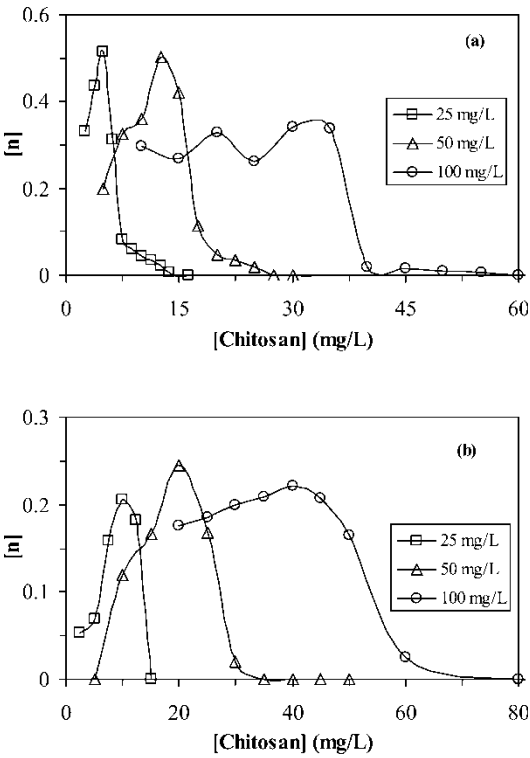 0.6
(a)
0.4
25 mg/L
50 mg/L
[n]
100 mg/L
0.2
0
0 15 30 45 60
[Chitosan] (mg/L)
0.3
(b)
0.2
25 mg/L
50 mg/L
[n]
100 mg/L
0.1
0
0 20 40 60 80
[Chitosan] (mg/L)